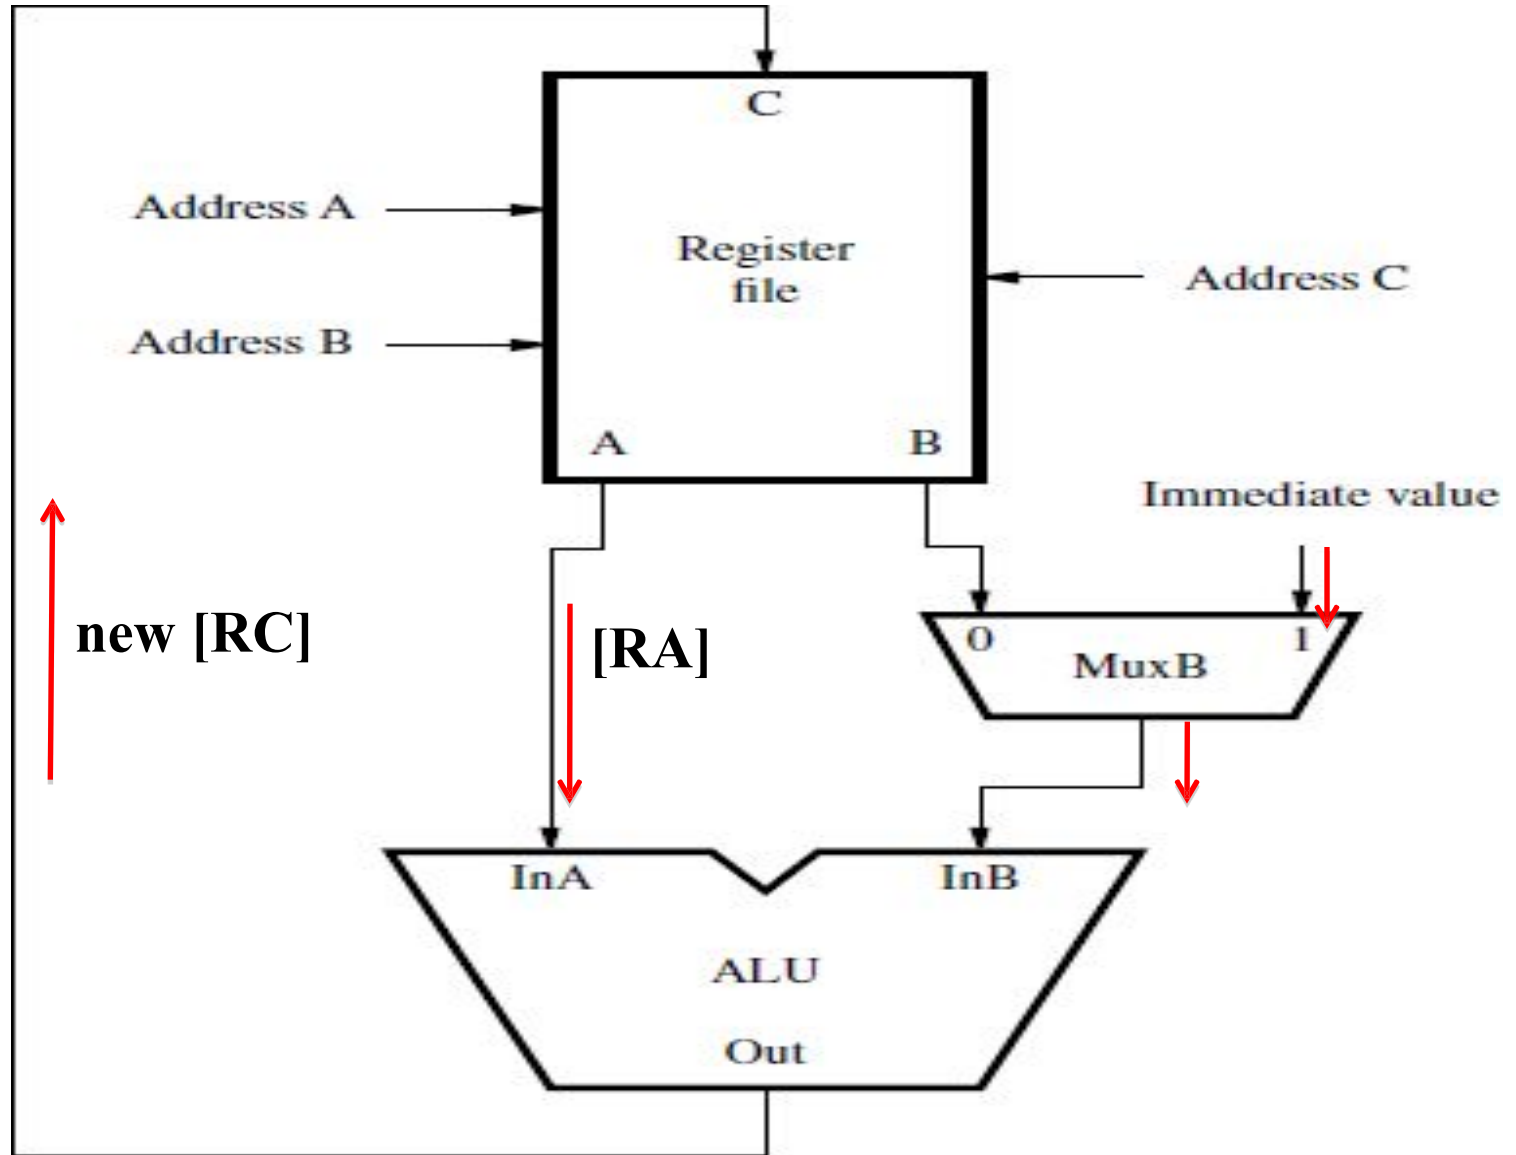 C
Address A
Register
file
Address C
Address B
A
B
Immediate value
new [RC]
[RA]
0
1
MuxB
InA
InB
ALU
Out